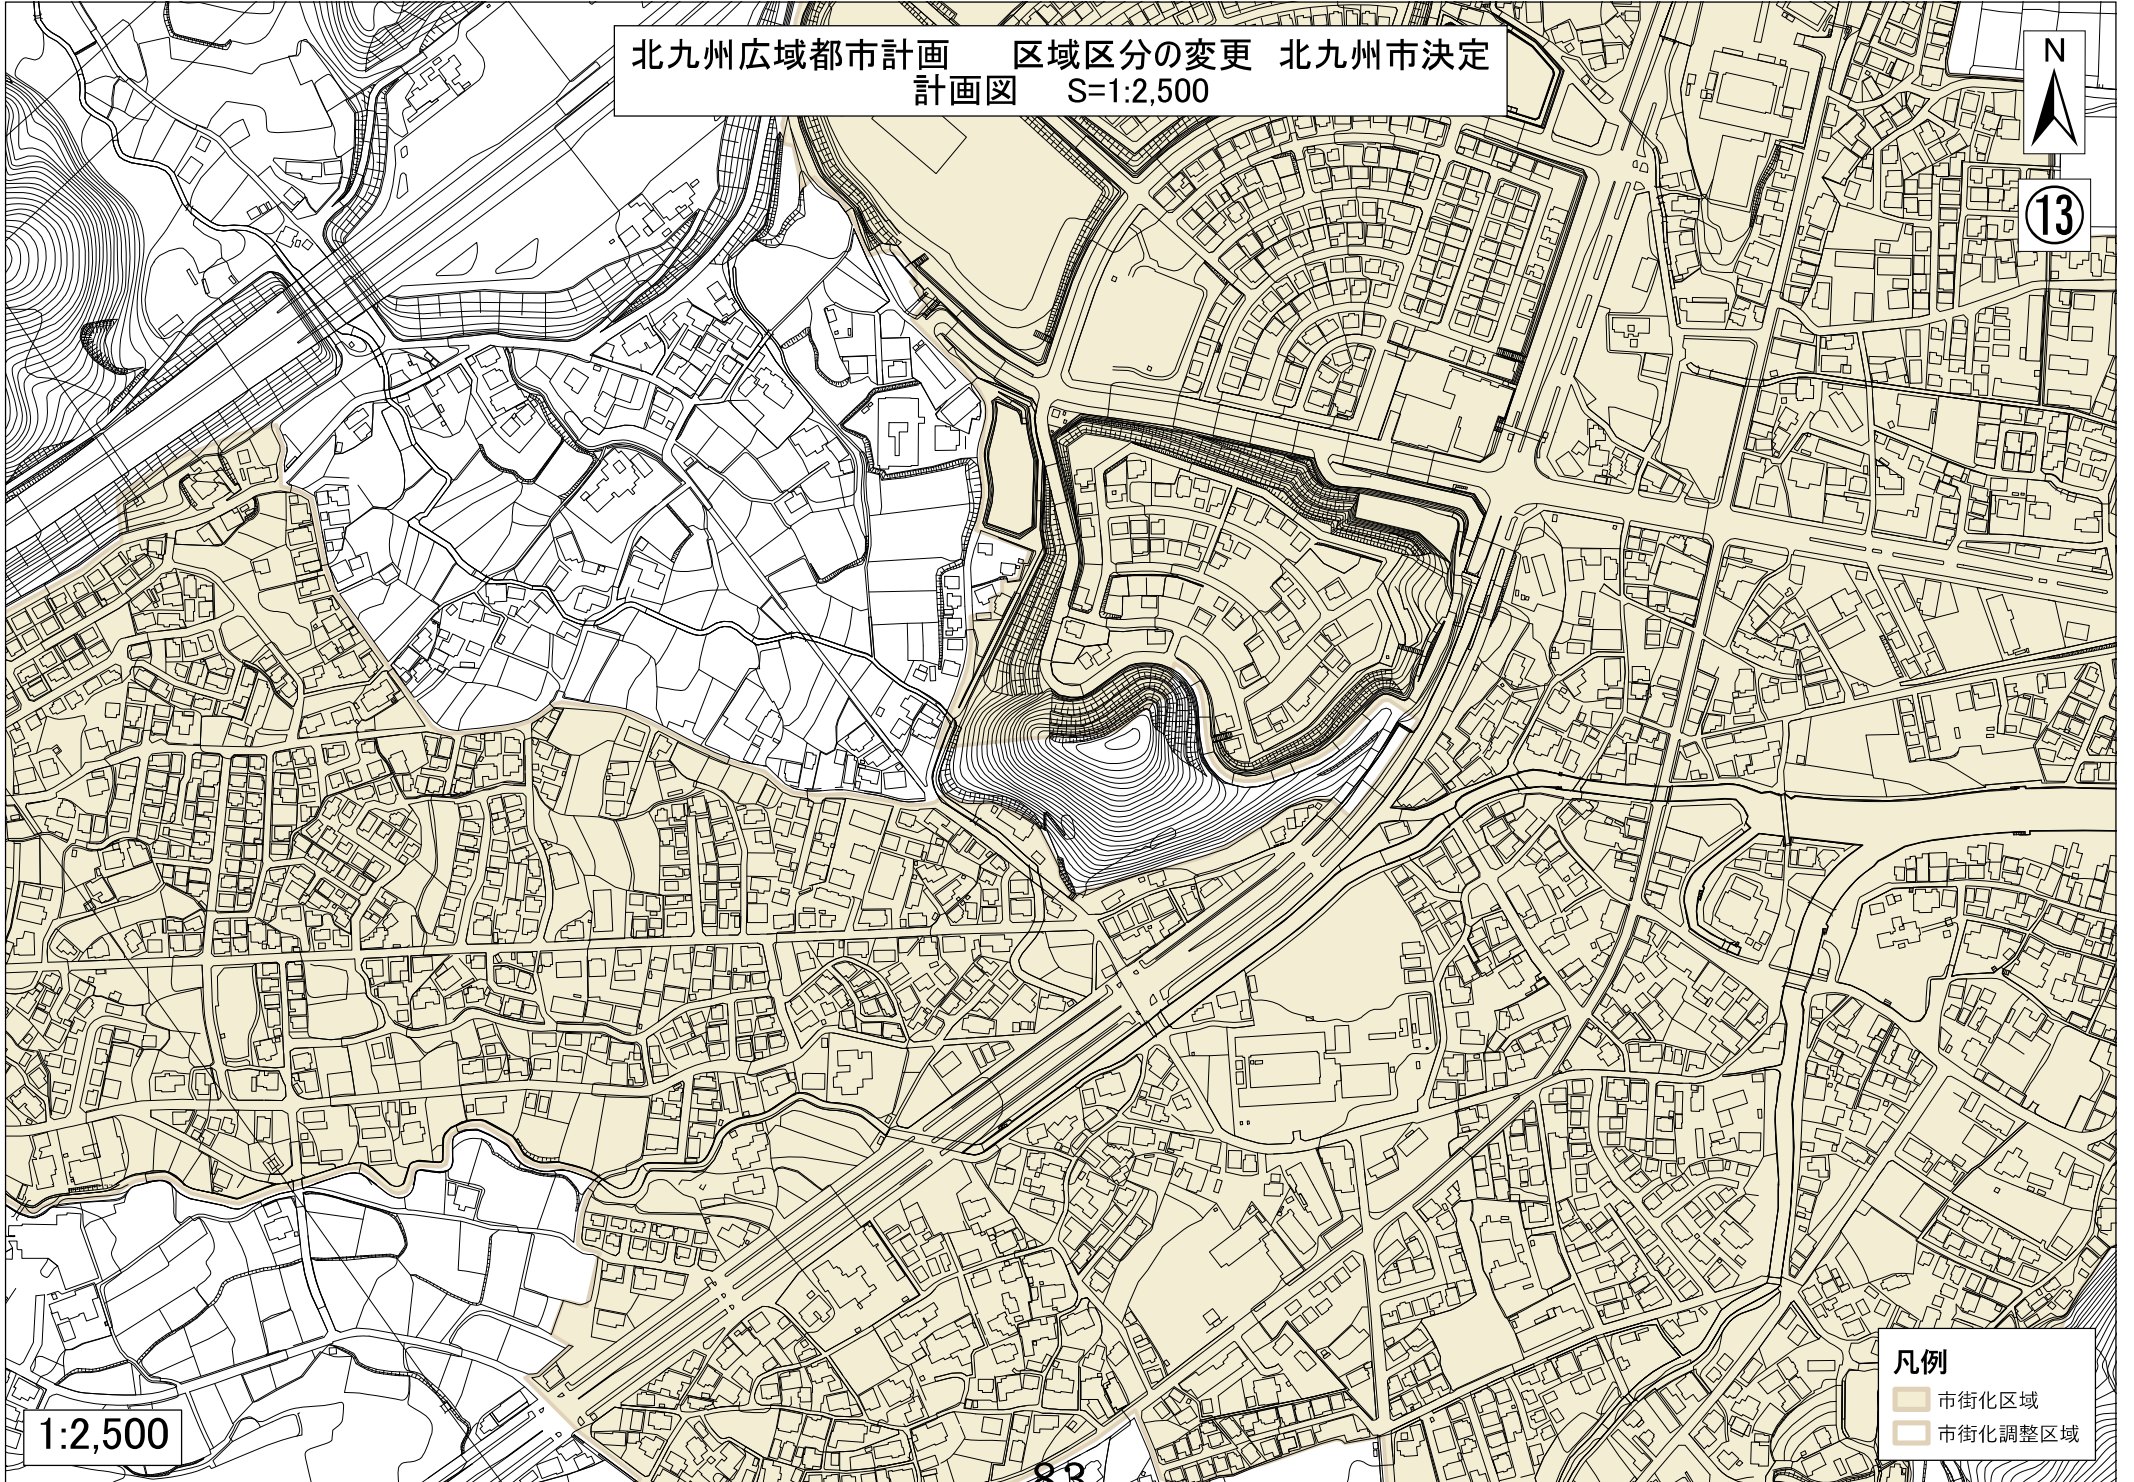 北九州広域都市計画　区域区分の変更 北九州市決定
計画図　S=1:2,500
N
⑬
凡例
市街化区域
市街化調整区域
1:2,500
83